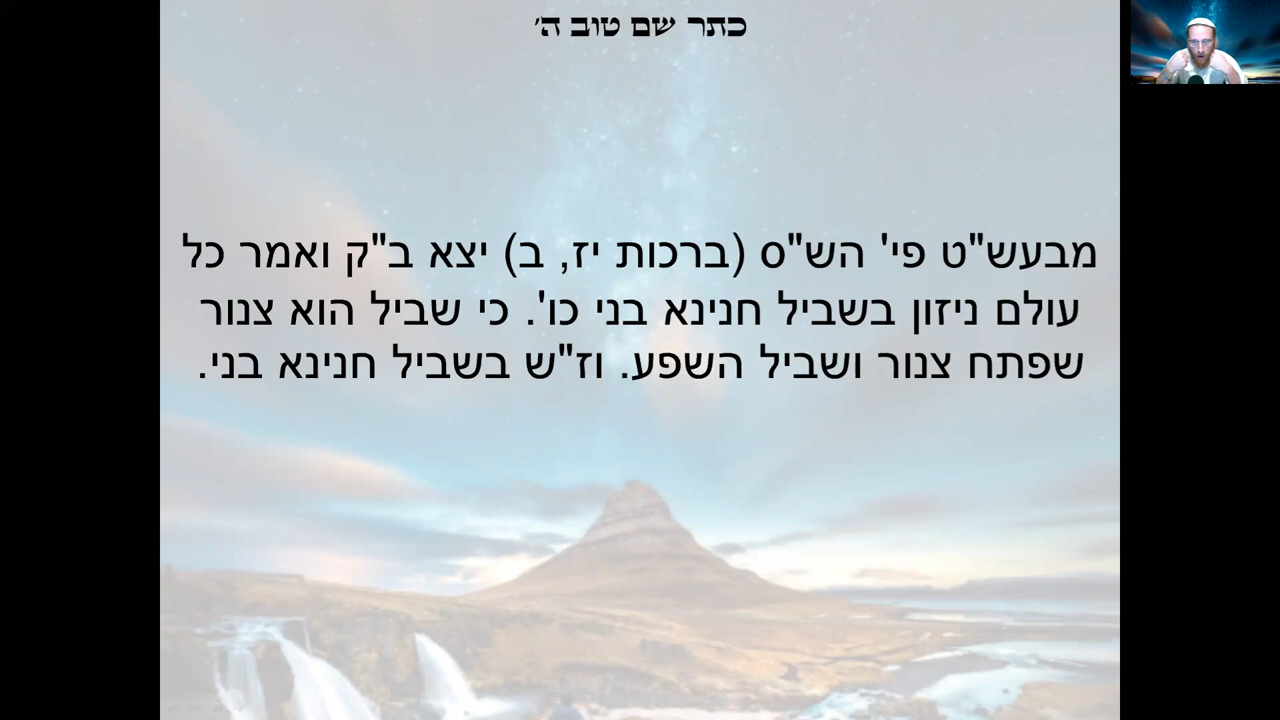 כתר שם טוב ה׳
מבעש"ט פי' הש"ס (ברכות יז, ב) יצא ב"ק ואמר כל
עולם ניזון בשביל חנינא בני כו'. כי שביל הוא צנור
שפתח צנור ושביל השפע. וז"ש בשביל חנינא בני.